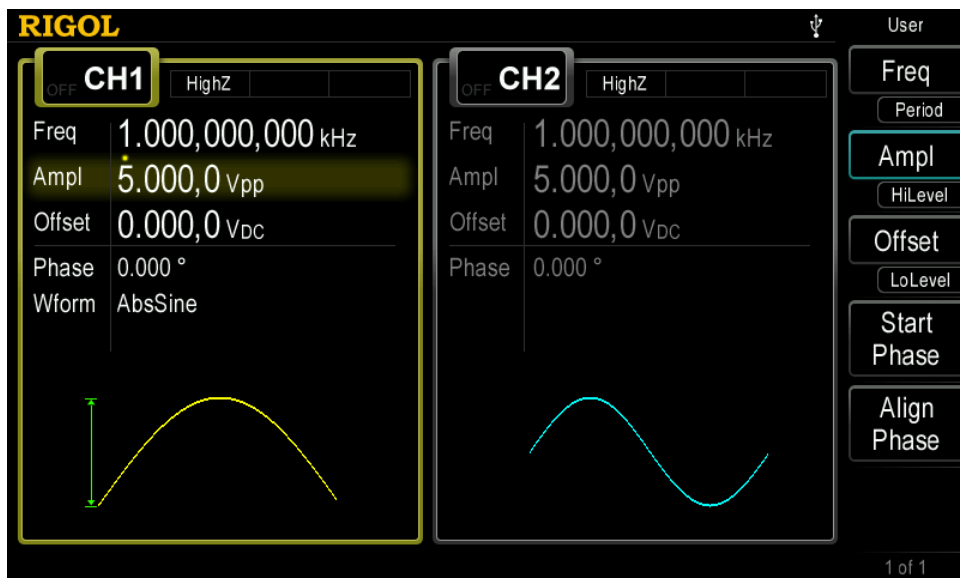 RIGOL
User
OFF CH1 HighZ
Freq 1.000,000,000 kHz
Ampl 5.000,0 Vpp
Offset 0.000,0 VDC
Phase 0.000 °
Wform AbsSine
OFF CH2 HighZ
Freq 1.000,000,000 kHz
Ampl 5.000,0 Vpp
Offset 0.000,0 VDC
Phase 0.000 °
Freq
Period
Ampl
HiLevel
Offset
LoLevel
Start
Phase
Align
Phase
1 of 1